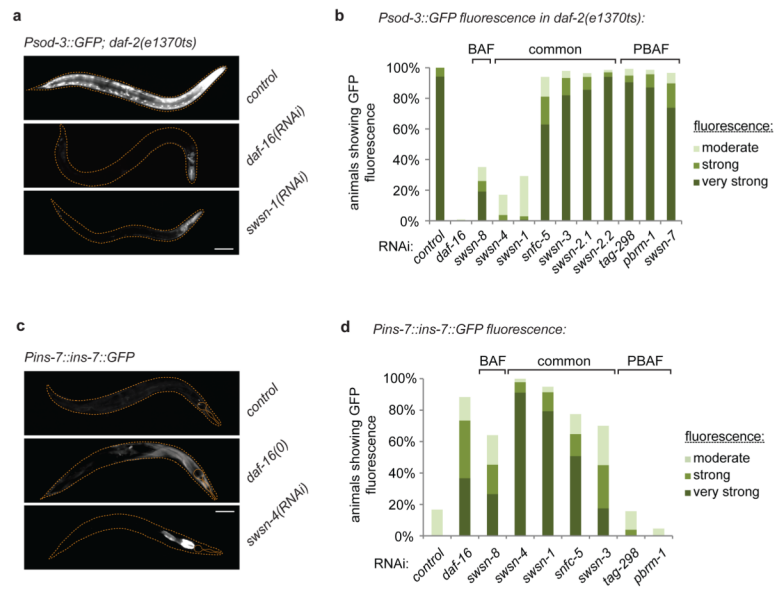 a
Psod-3::GFP; daf-2(e1370ts)
control
daf-16(RNAi)
swsn-1(RNAi)
b
Psod-3::GFP fluorescence in daf-2(e1370ts):
BAF common PBAF
animals showing GFP
fluorescence
100%
80%
60%
40%
20%
0%
RNAi:
control
daf-16
swsn-8
swsn-4
swsn-1
snfc-5
swsn-3
swsn-2.1
swsn-2.2
tag-298
pbrm-1
swsn-7
fluorescence:
moderate
strong
very strong
c
Pins-7::ins-7::GFP
control
daf-16(0)
swsn-4(RNAi)
d
Pins-7::ins-7::GFP fluorescence:
BAF common PBAF
animals showing GFP
fluorescence
100%
80%
60%
40%
20%
0%
RNAi:
control
daf-16
swsn-8
swsn-4
swsn-1
snfc-5
swsn-3
tag-298
pbrm-1
fluorescence:
moderate
strong
very strong